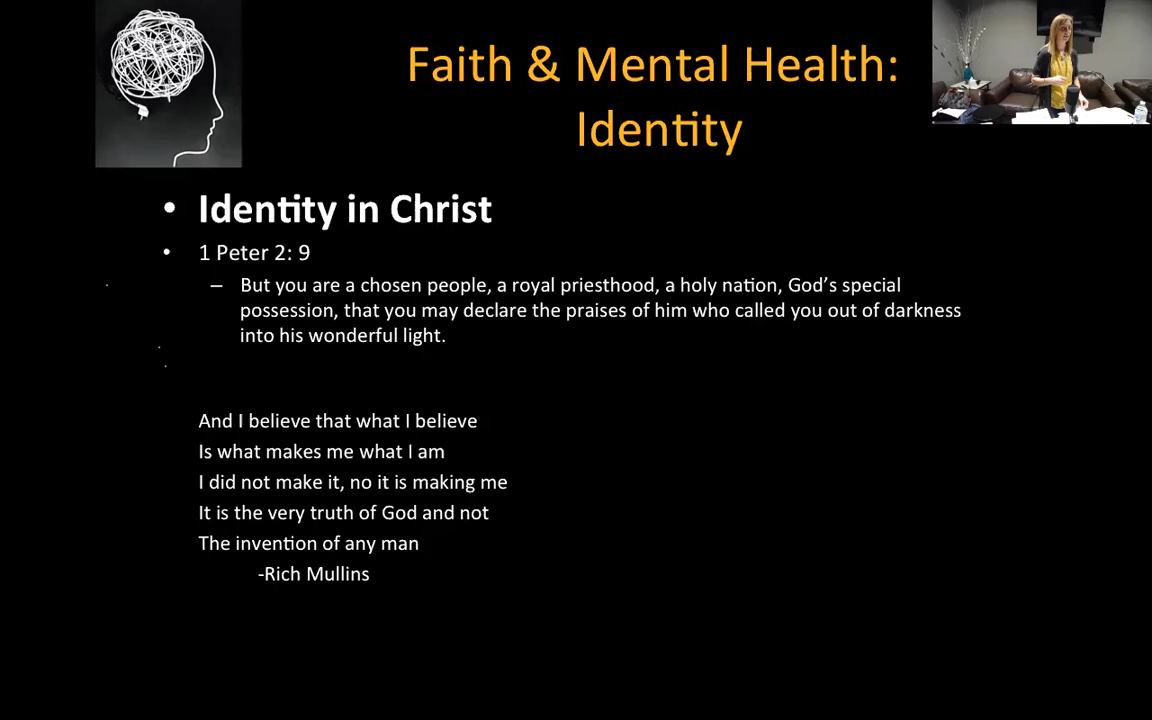 Faith & Mental Health:
Identity
• Identity in Christ
• 1 Peter 2: 9
– But you are a chosen people, a royal priesthood, a holy nation, God’s special
possession, that you may declare the praises of him who called you out of darkness
into his wonderful light.
And I believe that what I believe
Is what makes me what I am
I did not make it, no it is making me
It is the very truth of God and not
The invention of any man
-Rich Mullins